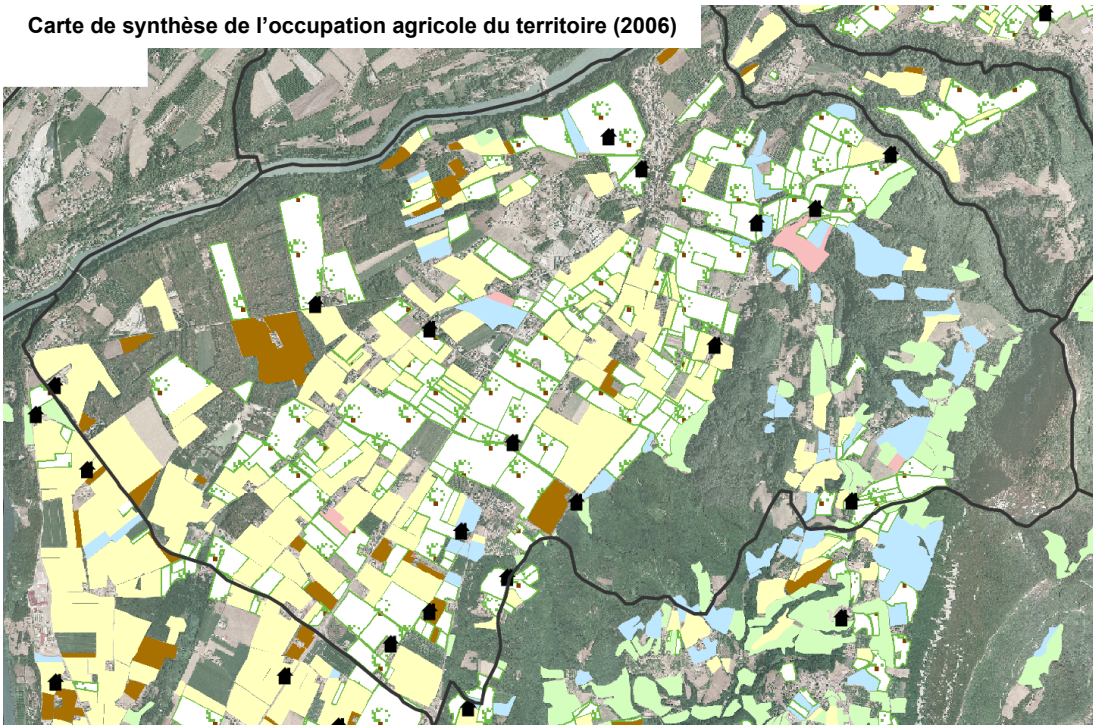 Carte de synthèse de l’occupation agricole du territoire (2006)